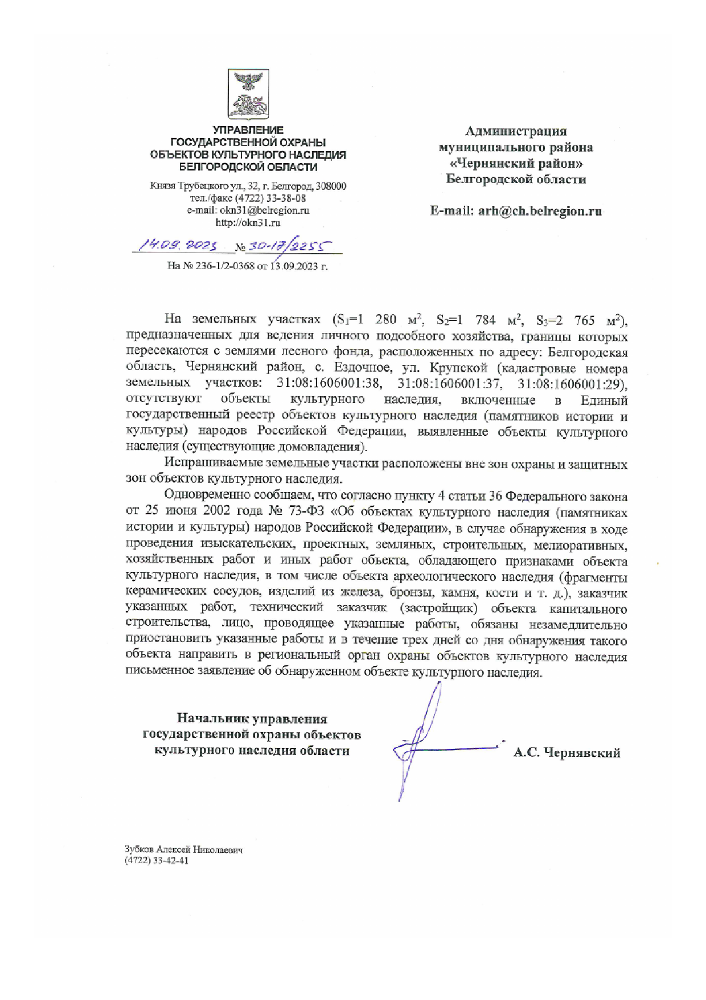 УПРАВЛЕНИЕ
ГОСУДАРСТВЕННОЙ ОХРАНЫ
ОБЪЕКТОВ КУЛЬТУРНОГО НАСЛЕДИЯ
БЕЛГОРОДСКОЙ ОБЛАСТИ
Князя Трубецкого ул., 32, г. Белгород, 308000
тел./факс (4722) 33-38-08
e-mail: okn31@belregion.ru
http://okn31.ru
14.09.2023 № 30-17/2255
На № 236-1/2-0368 от 13.09.2023 г.
Администрация
муниципального района
«Чернянский район»
Белгородской области
E-mail: arh@ch.belregion.ru
На земельных участках (S1=1 280 м², S2=1 784 м², S3=2 765 м²),
предназначенных для ведения личного подсобного хозяйства, границы которых
пересекаются с землями лесного фонда, расположенных по адресу: Белгородская
область, Чернянский район, с. Ездочное, ул. Крупской (кадастровые номера
земельных участков: 31:08:1606001:38, 31:08:1606001:37, 31:08:1606001:29),
отсутствуют объекты культурного наследия, включенные в Единый
государственный реестр объектов культурного наследия (памятников истории и
культуры) народов Российской Федерации, выявленные объекты культурного
наследия (существующие домовладения).
Испрашиваемые земельные участки расположены вне зон охраны и защитных
зон объектов культурного наследия.
Одновременно сообщаем, что согласно пункту 4 статьи 36 Федерального закона
от 25 июня 2002 года № 73-ФЗ «Об объектах культурного наследия (памятниках
истории и культуры) народов Российской Федерации», в случае обнаружения в ходе
проведения изыскательских, проектных, земляных, строительных, мелиоративных,
хозяйственных работ и иных работ объекта, обладающего признаками объекта
культурного наследия, в том числе объекта археологического наследия (фрагменты
керамических сосудов, изделий из железа, бронзы, камня, кости и т. д.), заказчик
указанных работ, технический заказчик (застройщик) объекта капитального
строительства, лицо, проводящее указанные работы, обязаны незамедлительно
приостановить указанные работы и в течение трех дней со дня обнаружения такого
объекта направить в региональный орган охраны объектов культурного наследия
письменное заявление об обнаруженном объекте культурного наследия.
Начальник управления
государственной охраны объектов
культурного наследия области
А.С. Чернявский
Зубков Алексей Николаевич
(4722) 33-42-41